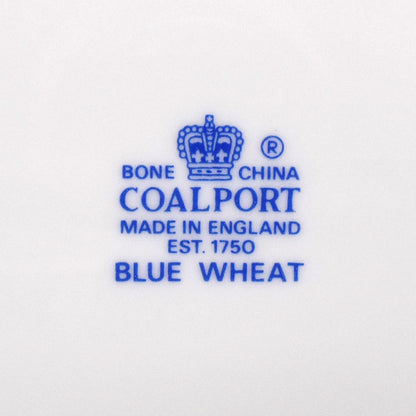 ®
BONE CHINA
COALPORT
MADE IN ENGLAND
EST. 1750
BLUE WHEAT